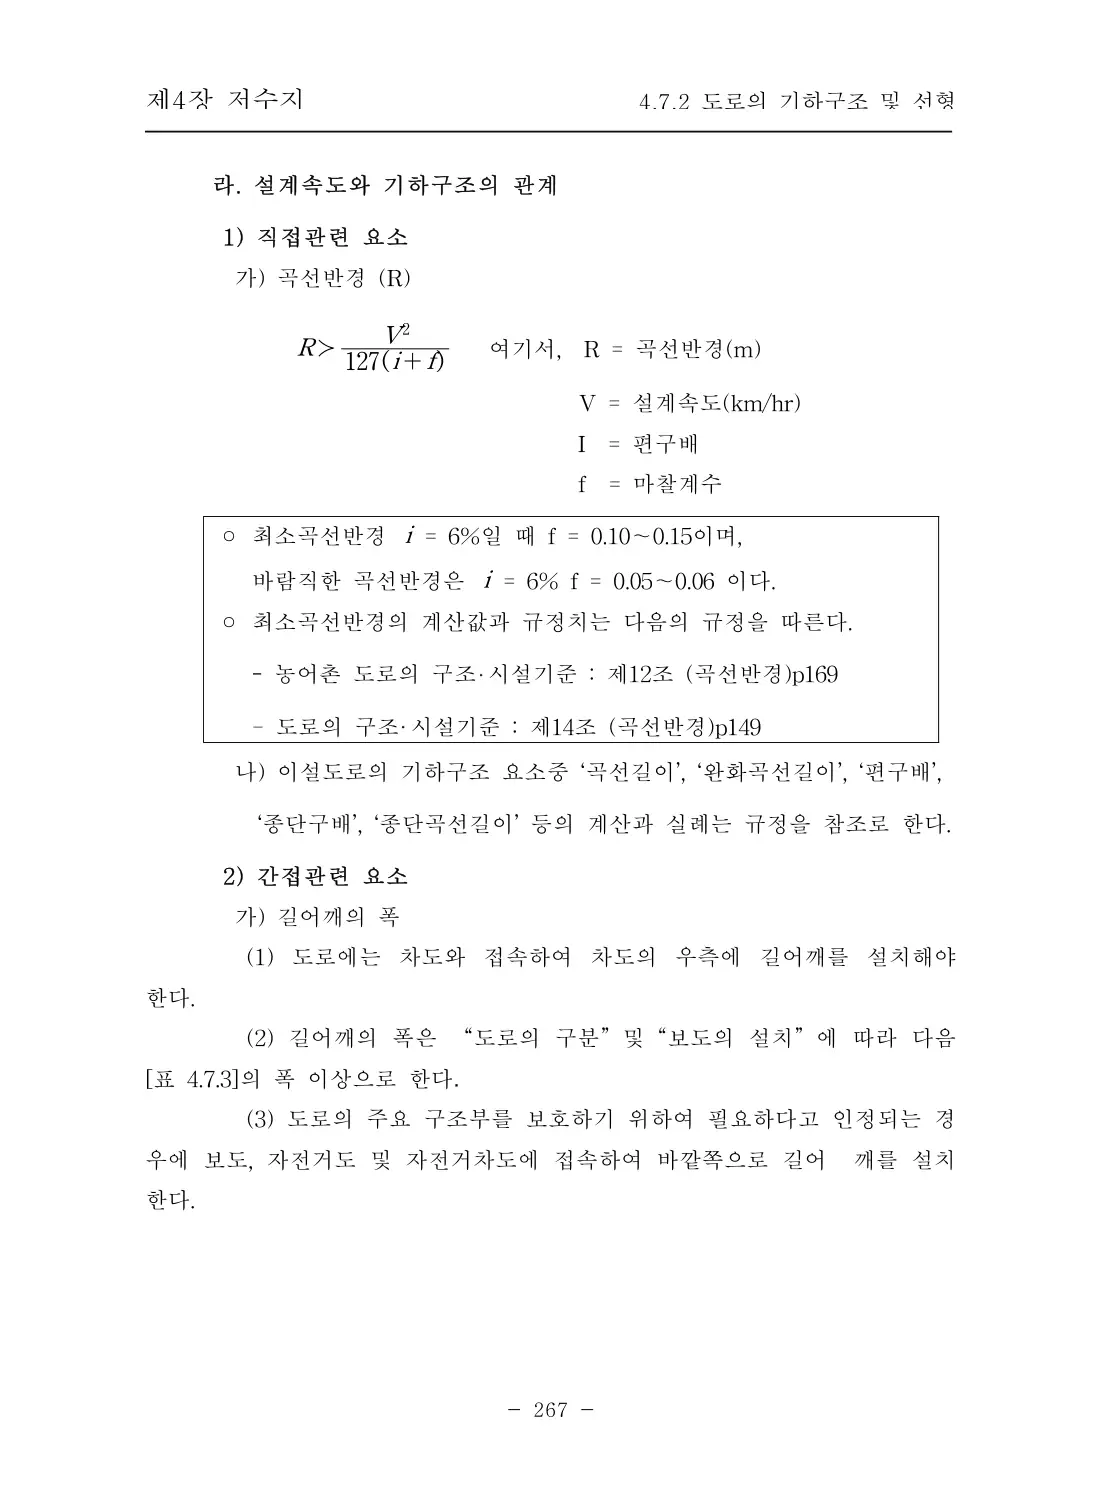 제4장 저수지
4.7.2 도로의 기하구조 및 선형
라. 설계속도와 기하구조의 관계
1) 직접관련 요소
가) 곡선반경 (R)
R> V² / 127(i+f) 여기서, R = 곡선반경(m)
V = 설계속도(km/hr)
I = 편구배
f = 마찰계수
○ 최소곡선반경 i = 6%일 때 f = 0.10~0.15이며,
바람직한 곡선반경은 i = 6% f = 0.05~0.06 이다.
○ 최소곡선반경의 계산값과 규정치는 다음의 규정을 따른다.
- 농어촌 도로의 구조·시설기준 : 제12조 (곡선반경)p169
- 도로의 구조·시설기준 : 제14조 (곡선반경)p149
나) 이설도로의 기하구조 요소중 ‘곡선길이’, ‘완화곡선길이’, ‘편구배’,
‘종단구배’, ‘종단곡선길이’ 등의 계산과 실례는 규정을 참조로 한다.
2) 간접관련 요소
가) 길어깨의 폭
(1) 도로에는 차도와 접속하여 차도의 우측에 길어깨를 설치해야
한다.
(2) 길어깨의 폭은 “도로의 구분” 및 “보도의 설치” 에 따라 다음
[표 4.7.3]의 폭 이상으로 한다.
(3) 도로의 주요 구조부를 보호하기 위하여 필요하다고 인정되는 경
우에 보도, 자전거도 및 자전거차도에 접속하여 바깥쪽으로 길어 깨를 설치
한다.
- 267 -